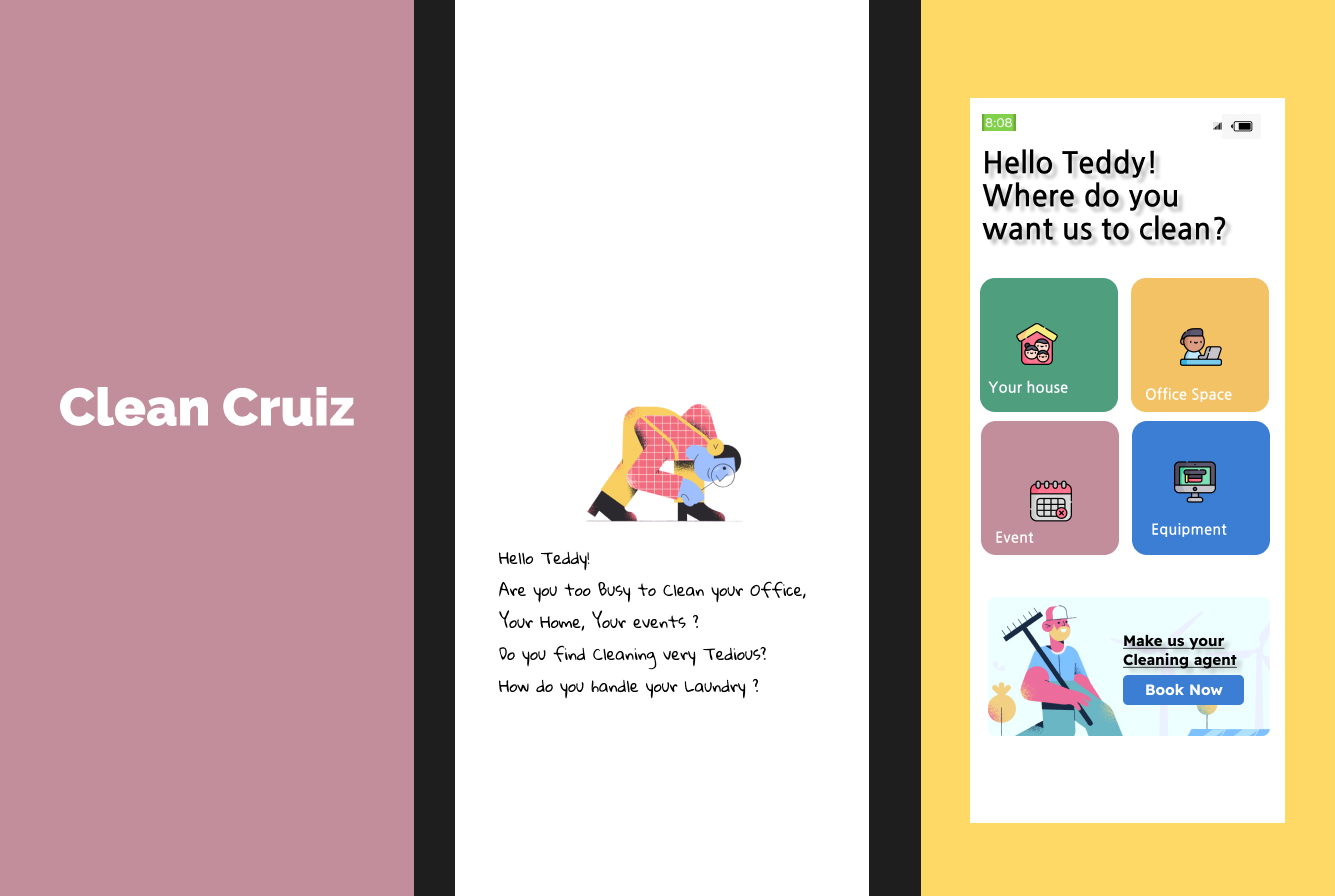 Clean Cruiz
Hello Teddy!
Are you too Busy to Clean your Office,
Your Home, Your events ?
Do you find Cleaning very Tedious?
How do you handle your Laundry ?
8:08
Hello Teddy!
Where do you
want us to clean?
Your house
Office Space
Event
Equipment
Make us your
Cleaning agent
Book Now